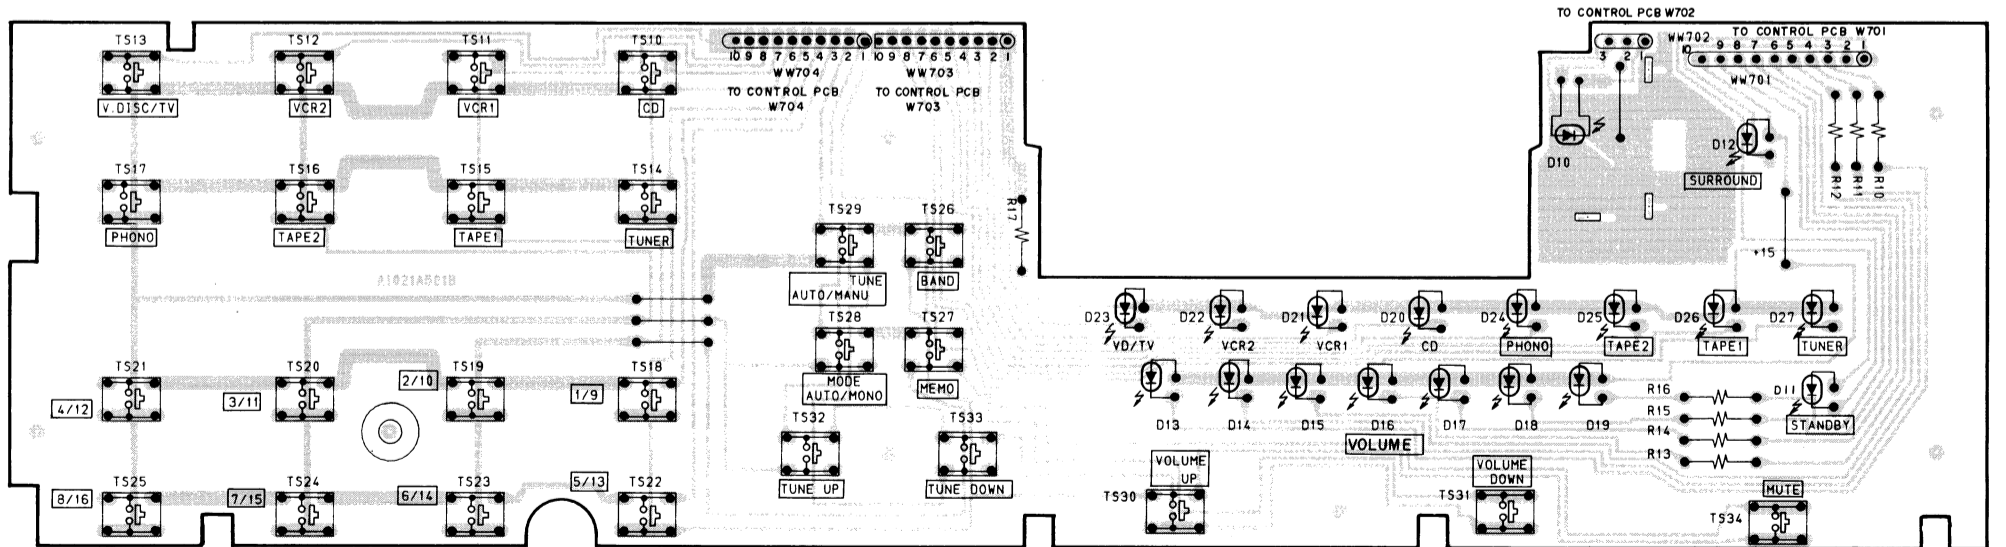 TO CONTROL PCB W702
TS13
TS12
TS11
TS10
10 9 8 7 6 5 4 3 2 1
10 9 8 7 6 5 4 3 2 1
WW704
WW703
TO CONTROL PCB
W704
TO CONTROL PCB
W703
3 2 1
WW702
TO CONTROL PCB W701
10 9 8 7 6 5 4 3 2 1
WW701
V.DISC/TV
VCR2
VCR1
CD
D10
D12
SURROUND
R12
R11
R10
TS17
TS16
TS15
TS14
PHONO
TAPE2
TAPE1
TUNER
TS29
TS26
R17
+15
TUNE
AUTO/MANU
BAND
A1021A501B
D23
D22
D21
D20
D24
D25
D26
D27
VD/TV
VCR2
VCR1
CD
PHONO
TAPE2
TAPE1
TUNER
TS28
TS27
MODE
AUTO/MONO
MEMO
TS21
TS20
2/10
TS19
TS18
4/12
3/11
1/9
D13
D14
D15
D16
D17
D18
D19
R16
R15
R14
R13
D11
STANDBY
VOLUME
TS32
TS33
TUNE UP
TUNE DOWN
VOLUME
UP
VOLUME
DOWN
TS30
TS31
MUTE
TS34
TS25
TS24
TS23
5/13
TS22
8/16
7/15
6/14